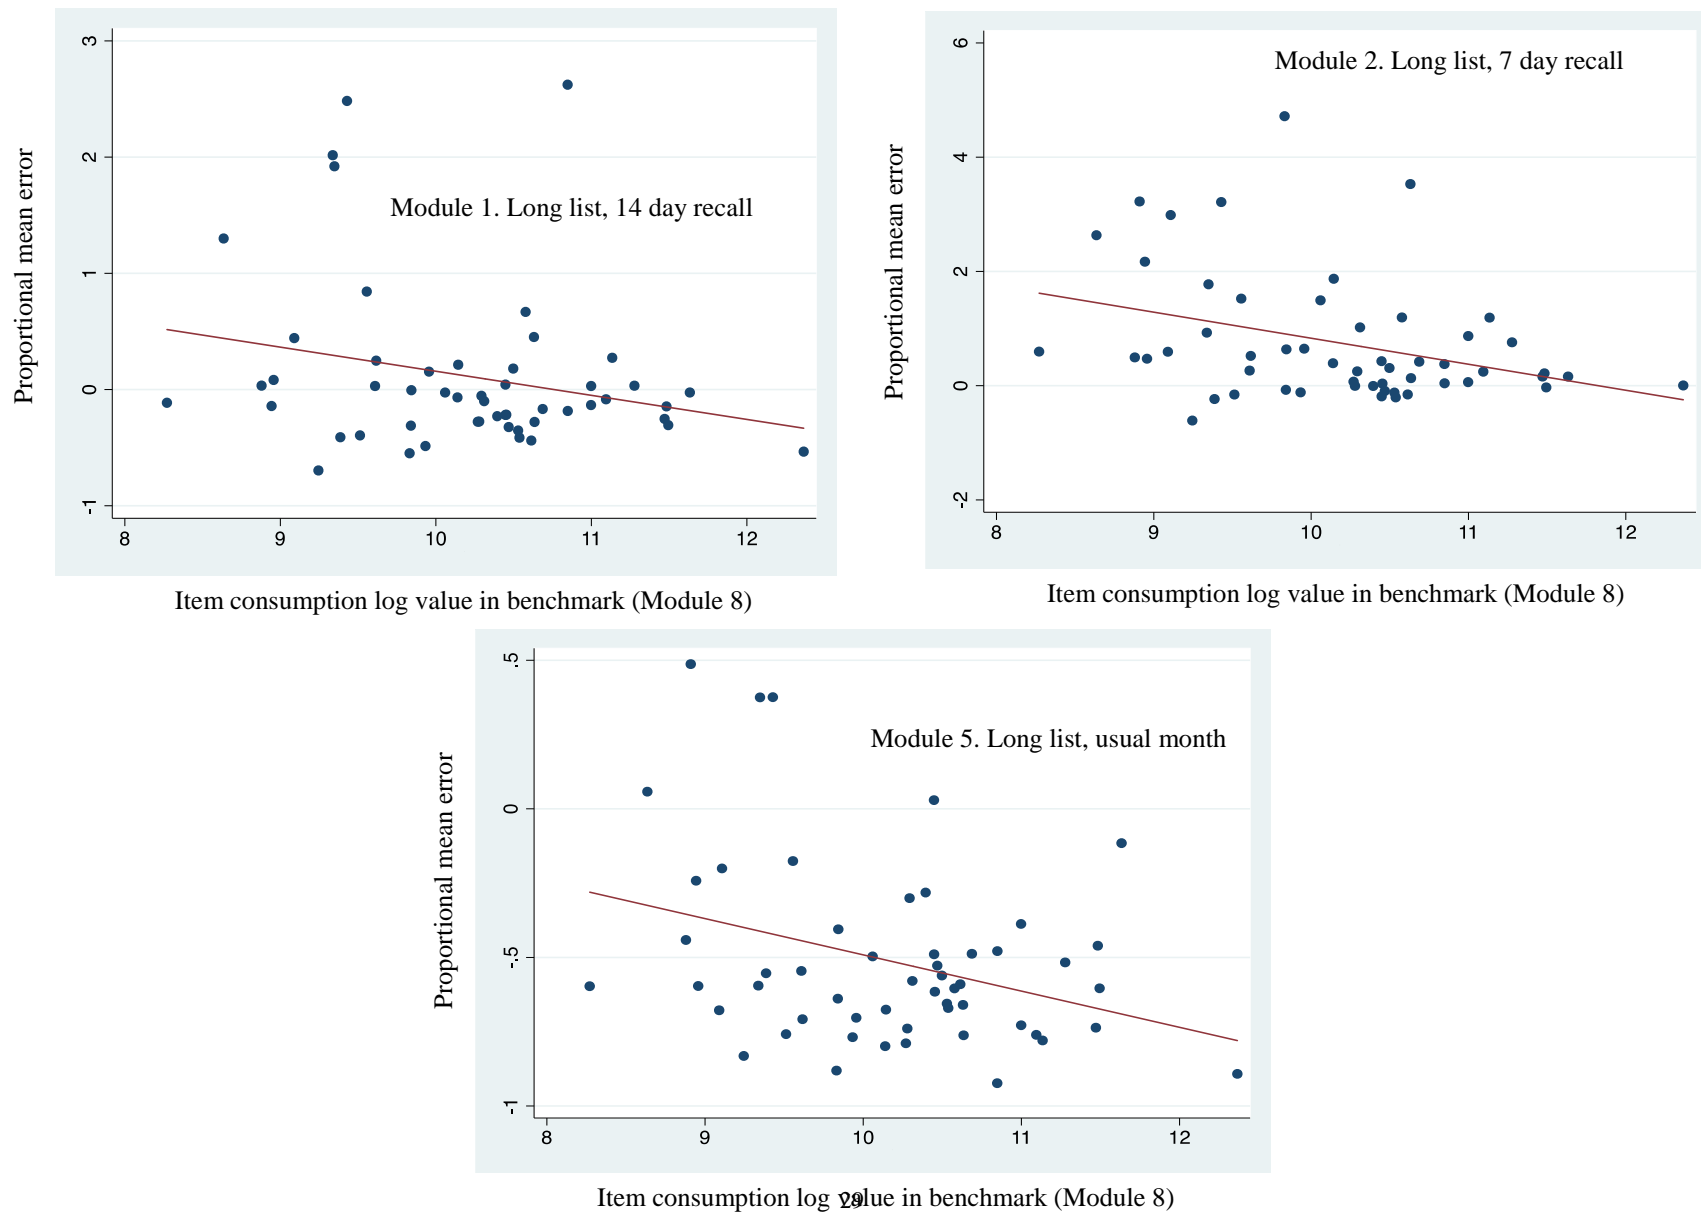 3
2
1
0
-1
Proportional mean error
Module 1. Long list, 14 day recall
8 9 10 11 12
Item consumption log value in benchmark (Module 8)
6
4
2
0
-2
Proportional mean error
Module 2. Long list, 7 day recall
8 9 10 11 12
Item consumption log value in benchmark (Module 8)
.5
0
-.5
-1
Proportional mean error
Module 5. Long list, usual month
8 9 10 11 12
Item consumption log value in benchmark (Module 8)
29